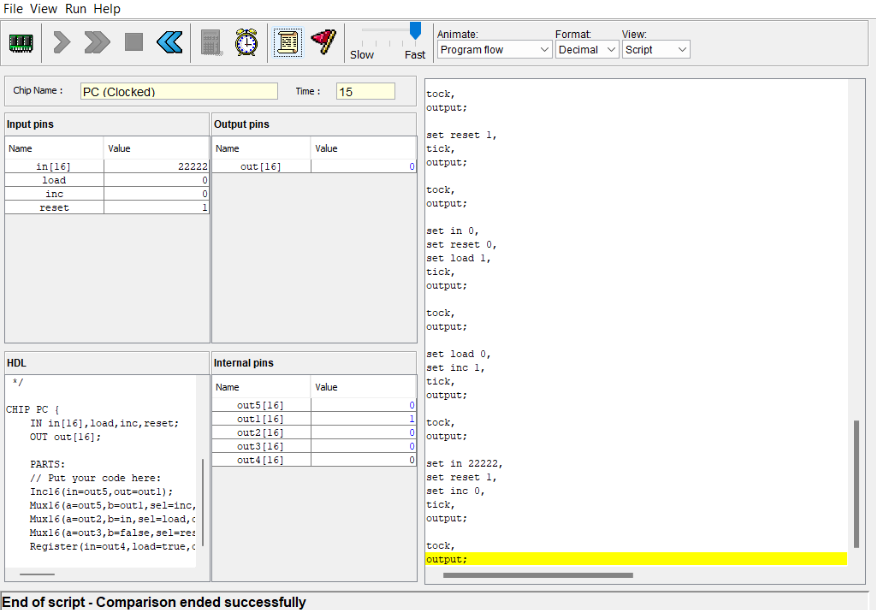 File View Run Help
Slow Fast
Animate:
Program flow
Format:
Decimal
View:
Script
Chip Name :
PC (Clocked)
Time :
15
Input pins
Name Value
in[16] 22222
load 0
inc 0
reset 1
Output pins
Name Value
out[16] 0
HDL
*/
CHIP PC {
IN in[16],load,inc,reset;
OUT out[16];
PARTS:
// Put your code here:
Inc16(in=out5,out=out1);
Mux16(a=out5,b=out1,sel=inc,
Mux16(a=out2,b=in,sel=load,
Mux16(a=out3,b=false,sel=res
Register(in=out4,load=true,
Internal pins
Name Value
out5[16] 0
out1[16] 1
out2[16] 0
out3[16] 0
out4[16] 0
tock,
output;
set reset 1,
tick,
output;
tock,
output;
set in 0,
set reset 0,
set load 1,
tick,
output;
tock,
output;
set load 0,
set inc 1,
tick,
output;
tock,
output;
set in 22222,
set reset 1,
set inc 0,
tick,
output;
tock,
output;
End of script - Comparison ended successfully